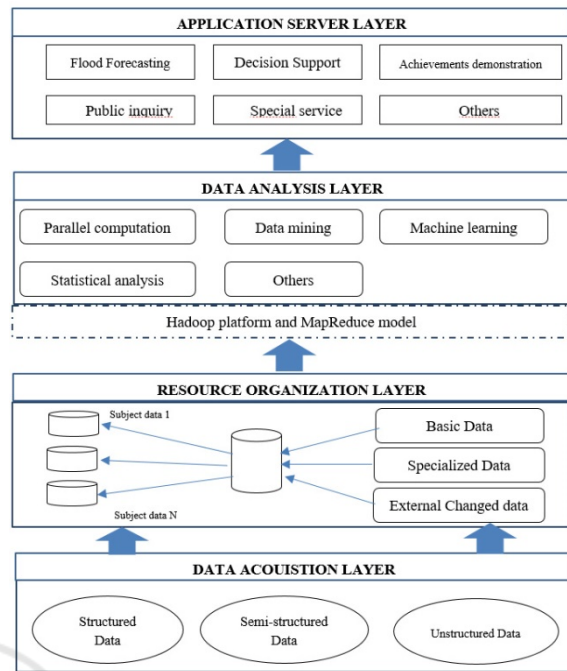 APPLICATION SERVER LAYER
Flood Forecasting
Decision Support
Achievements demonstration
Public inquiry
Special service
Others
DATA ANALYSIS LAYER
Parallel computation
Data mining
Machine learning
Statistical analysis
Others
Hadoop platform and MapReduce model
RESOURCE ORGANIZATION LAYER
Subject data 1
Basic Data
Specialized Data
External Changed data
Subject data N
DATA ACOUISTION LAYER
Structured
Data
Semi-structured
Data
Unstructured Data